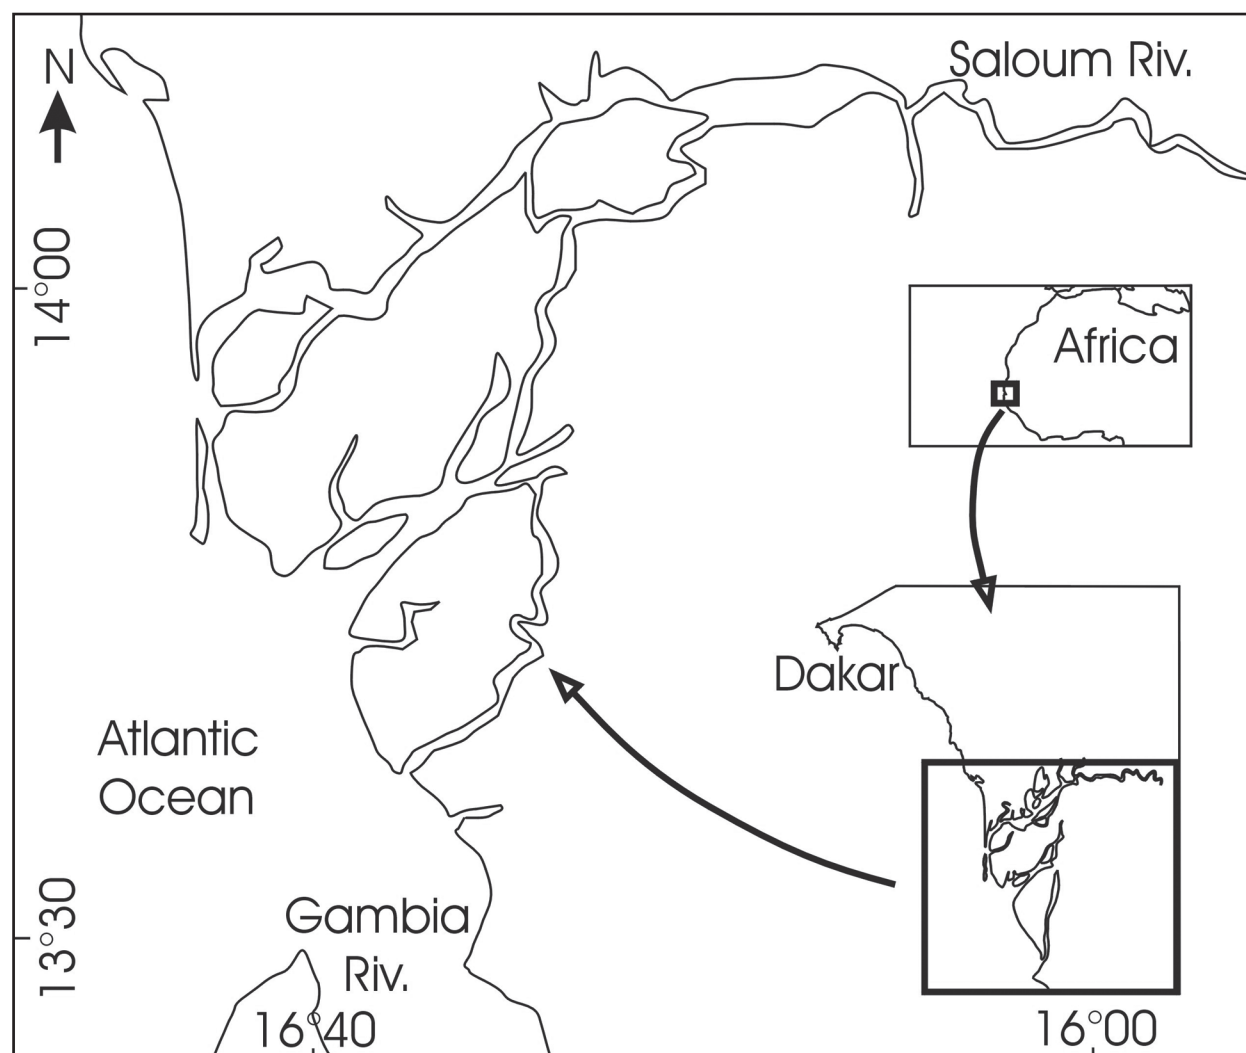 N
Saloum Riv.
14°00
Africa
Dakar
Atlantic
Ocean
13°30
Gambia
Riv.
16°40
16°00